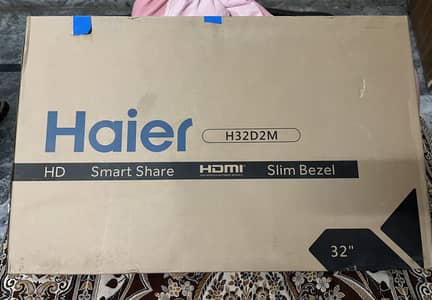 Haier
H32D2M
HD Smart Share HDMI Slim Bezel
32"